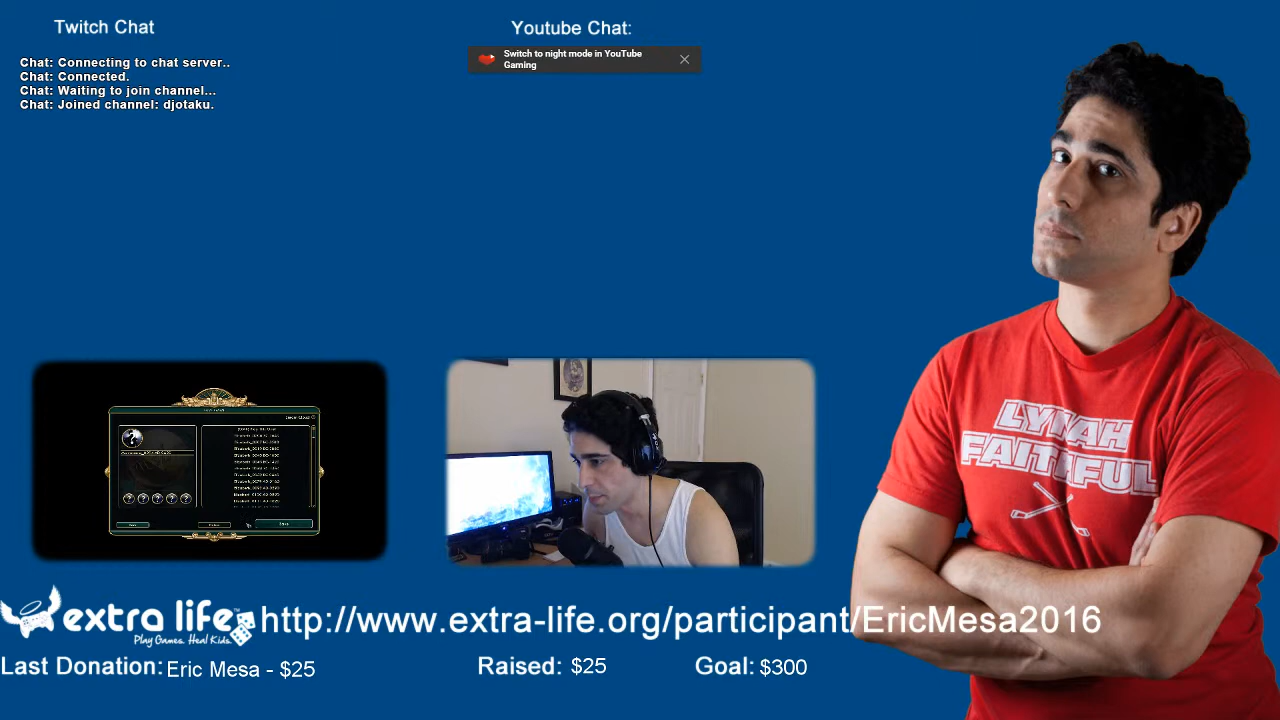 Twitch Chat
Youtube Chat:
Switch to night mode in YouTube
Gaming
Chat: Connecting to chat server..
Chat: Connected.
Chat: Waiting to join channel...
Chat: Joined channel: djotaku.
FAITHFUL
extra life
Play Games. Heal Kids.
http://www.extra-life.org/participant/EricMesa2016
Last Donation: Eric Mesa - $25
Raised: $25
Goal: $300